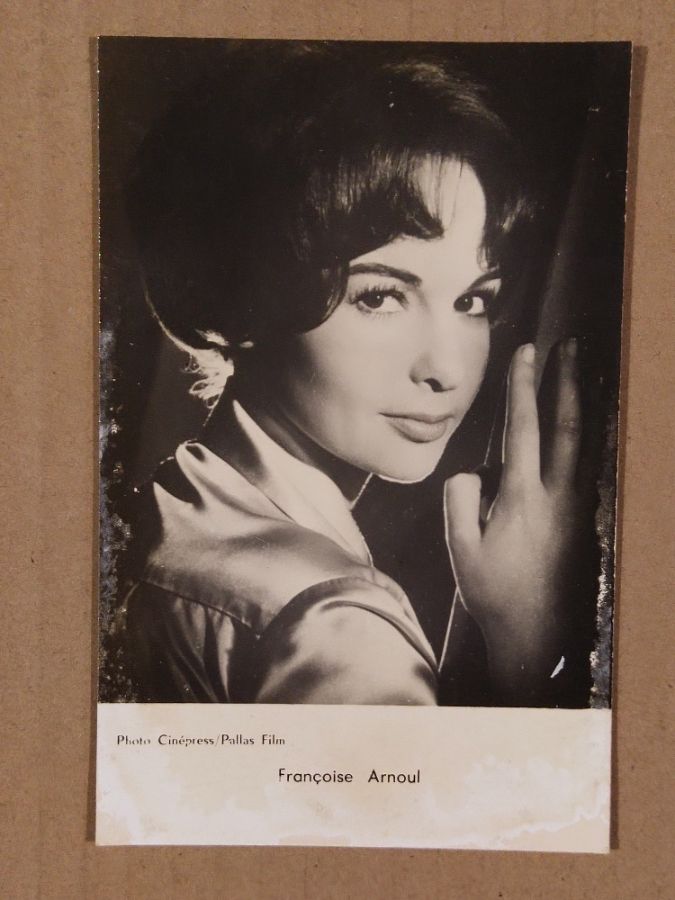 Photo Cinépress/Pallas Film
Françoise Arnoul